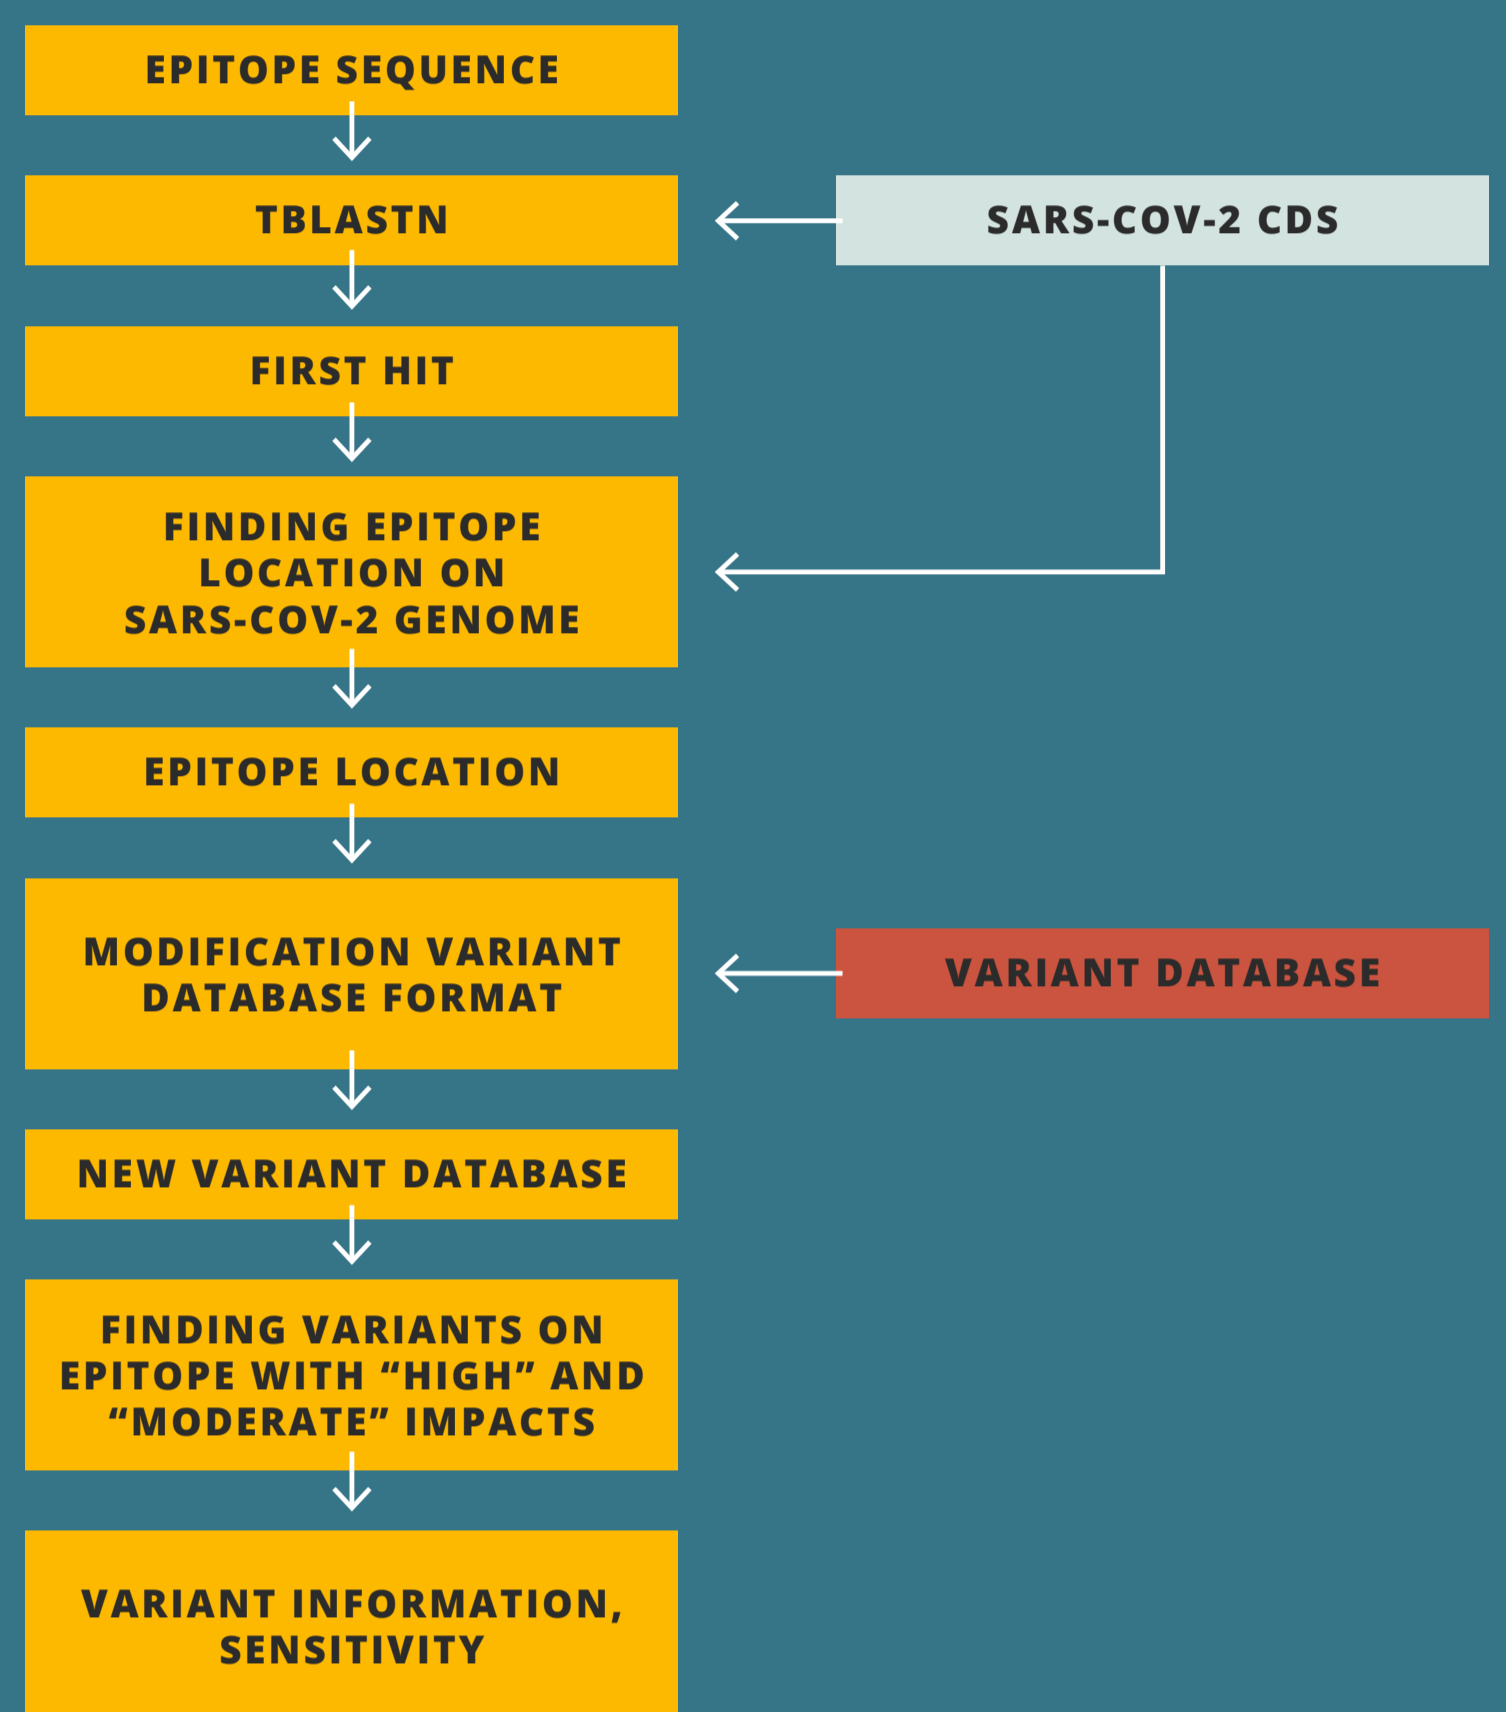 EPITOPE SEQUENCE
TBLASTN
SARS-COV-2 CDS
FIRST HIT
FINDING EPITOPE
LOCATION ON
SARS-COV-2 GENOME
EPITOPE LOCATION
MODIFICATION VARIANT
DATABASE FORMAT
VARIANT DATABASE
NEW VARIANT DATABASE
FINDING VARIANTS ON
EPITOPE WITH “HIGH” AND
“MODERATE” IMPACTS
VARIANT INFORMATION,
SENSITIVITY